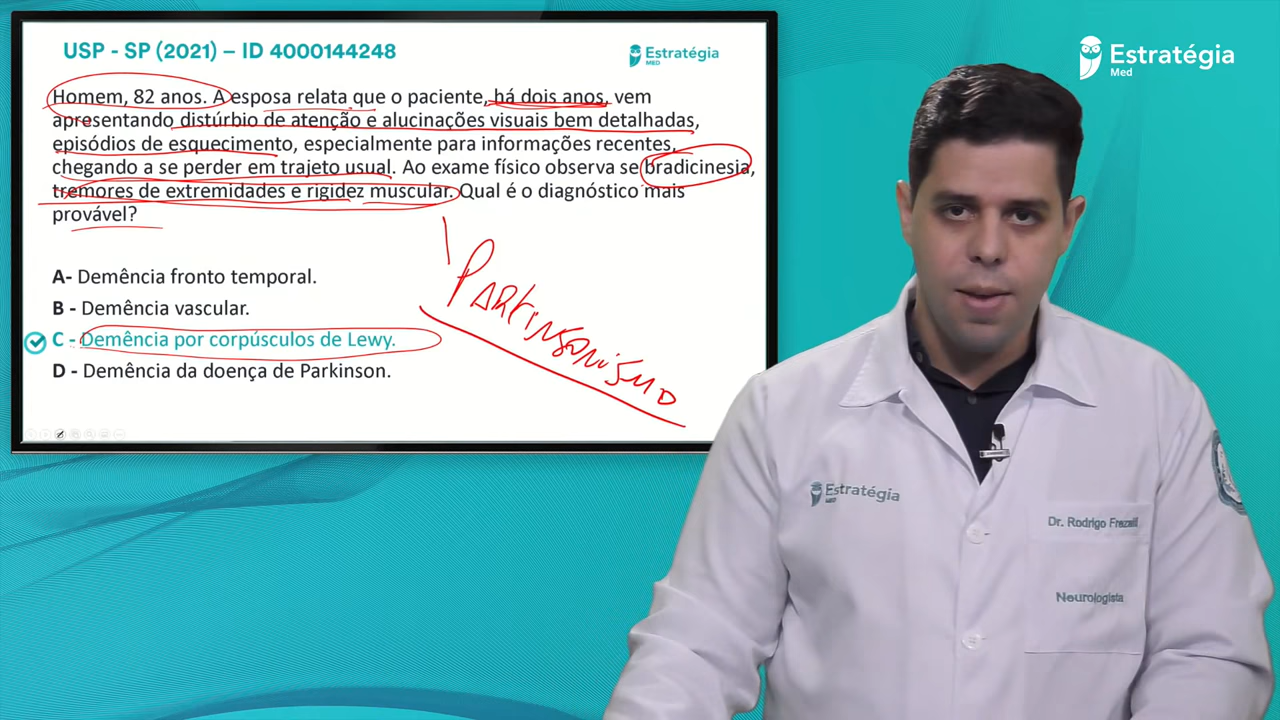 USP - SP (2021) – ID 4000144248
Estratégia
MED
Homem, 82 anos. A esposa relata que o paciente, há dois anos, vem
apresentando distúrbio de atenção e alucinações visuais bem detalhadas,
episódios de esquecimento, especialmente para informações recentes,
chegando a se perder em trajeto usual. Ao exame físico observa se bradicinesia,
tremores de extremidades e rigidez muscular. Qual é o diagnóstico mais
provável?
PARKINSONISMO
A- Demência fronto temporal.
B - Demência vascular.
C - Demência por corpúsculos de Lewy.
D - Demência da doença de Parkinson.
Estratégia
Med
Estratégia
MED
Dr. Rodrigo Frezatti
Neurologista